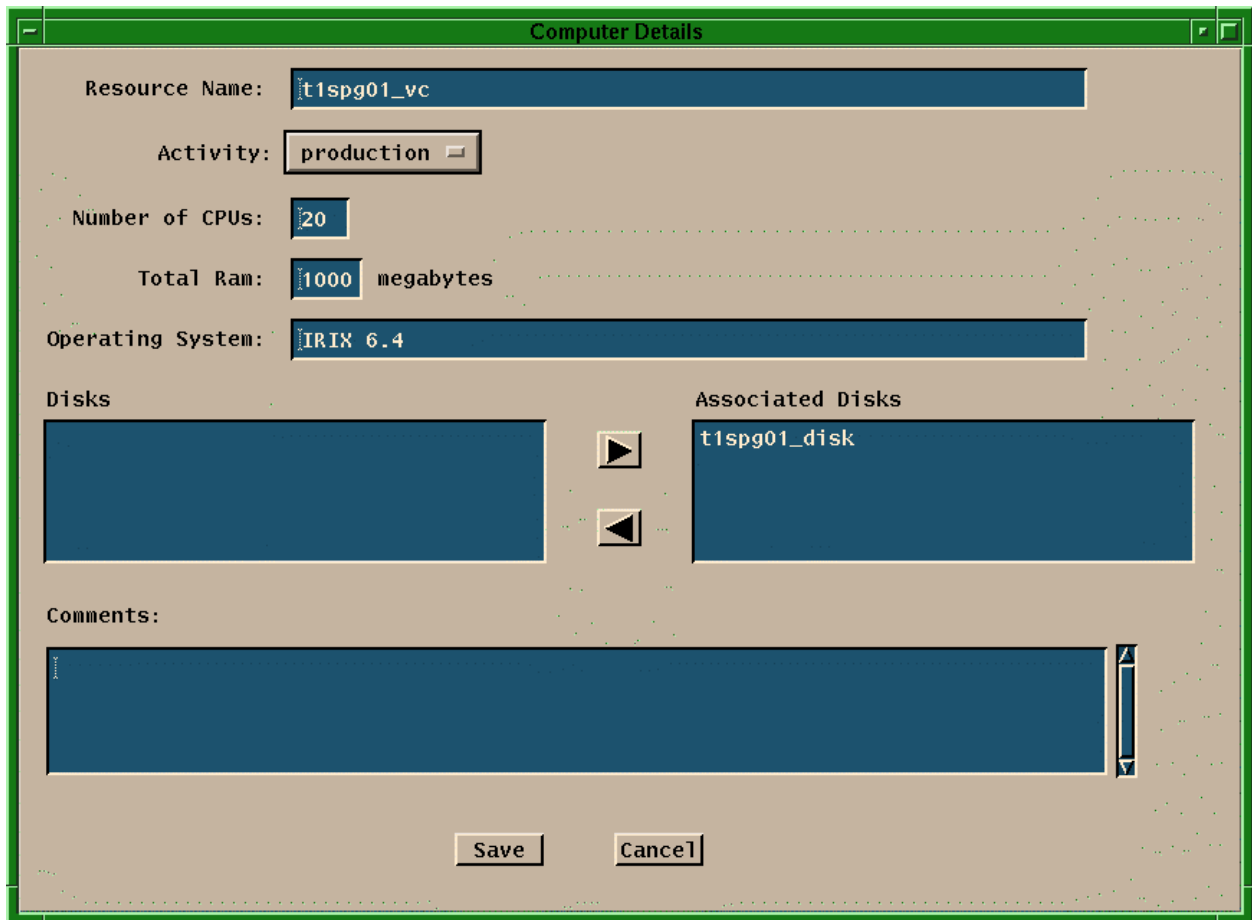 Computer Details
Resource Name: t1spg01_vc
Activity: production
Number of CPUs: 20
Total Ram: 1000 megabytes
Operating System: IRIX 6.4
Disks Associated Disks
t1spg01_disk
Comments:
Save Cancel